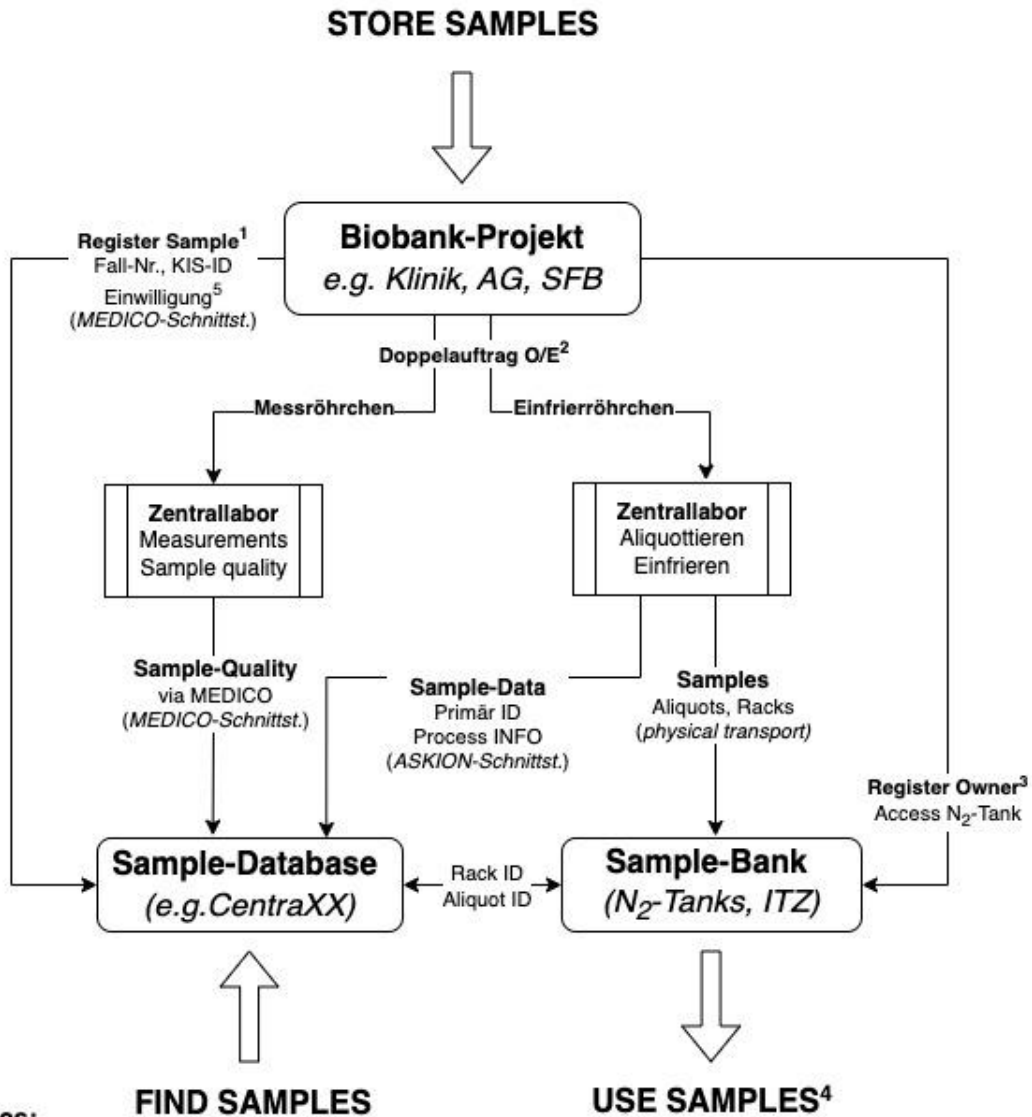 STORE SAMPLES
Biobank-Projekt
e.g. Klinik, AG, SFB
Register Sample¹
Fall-Nr., KIS-ID
Einwilligung⁵
(MEDICO-Schnittst.)
Doppelauftrag O/E²
Messröhrchen
Einfrierröhrchen
Zentrallabor
Measurements
Sample quality
Zentrallabor
Aliquottieren
Einfrieren
Sample-Quality
via MEDICO
(MEDICO-Schnittst.)
Sample-Data
Primär ID
Process INFO
(ASKION-Schnittst.)
Samples
Aliquots, Racks
(physical transport)
Register Owner³
Access N₂-Tank
Sample-Database
(e.g.CentraXX)
Rack ID
Aliquot ID
Sample-Bank
(N₂-Tanks, ITZ)
FIND SAMPLES
USE SAMPLES⁴